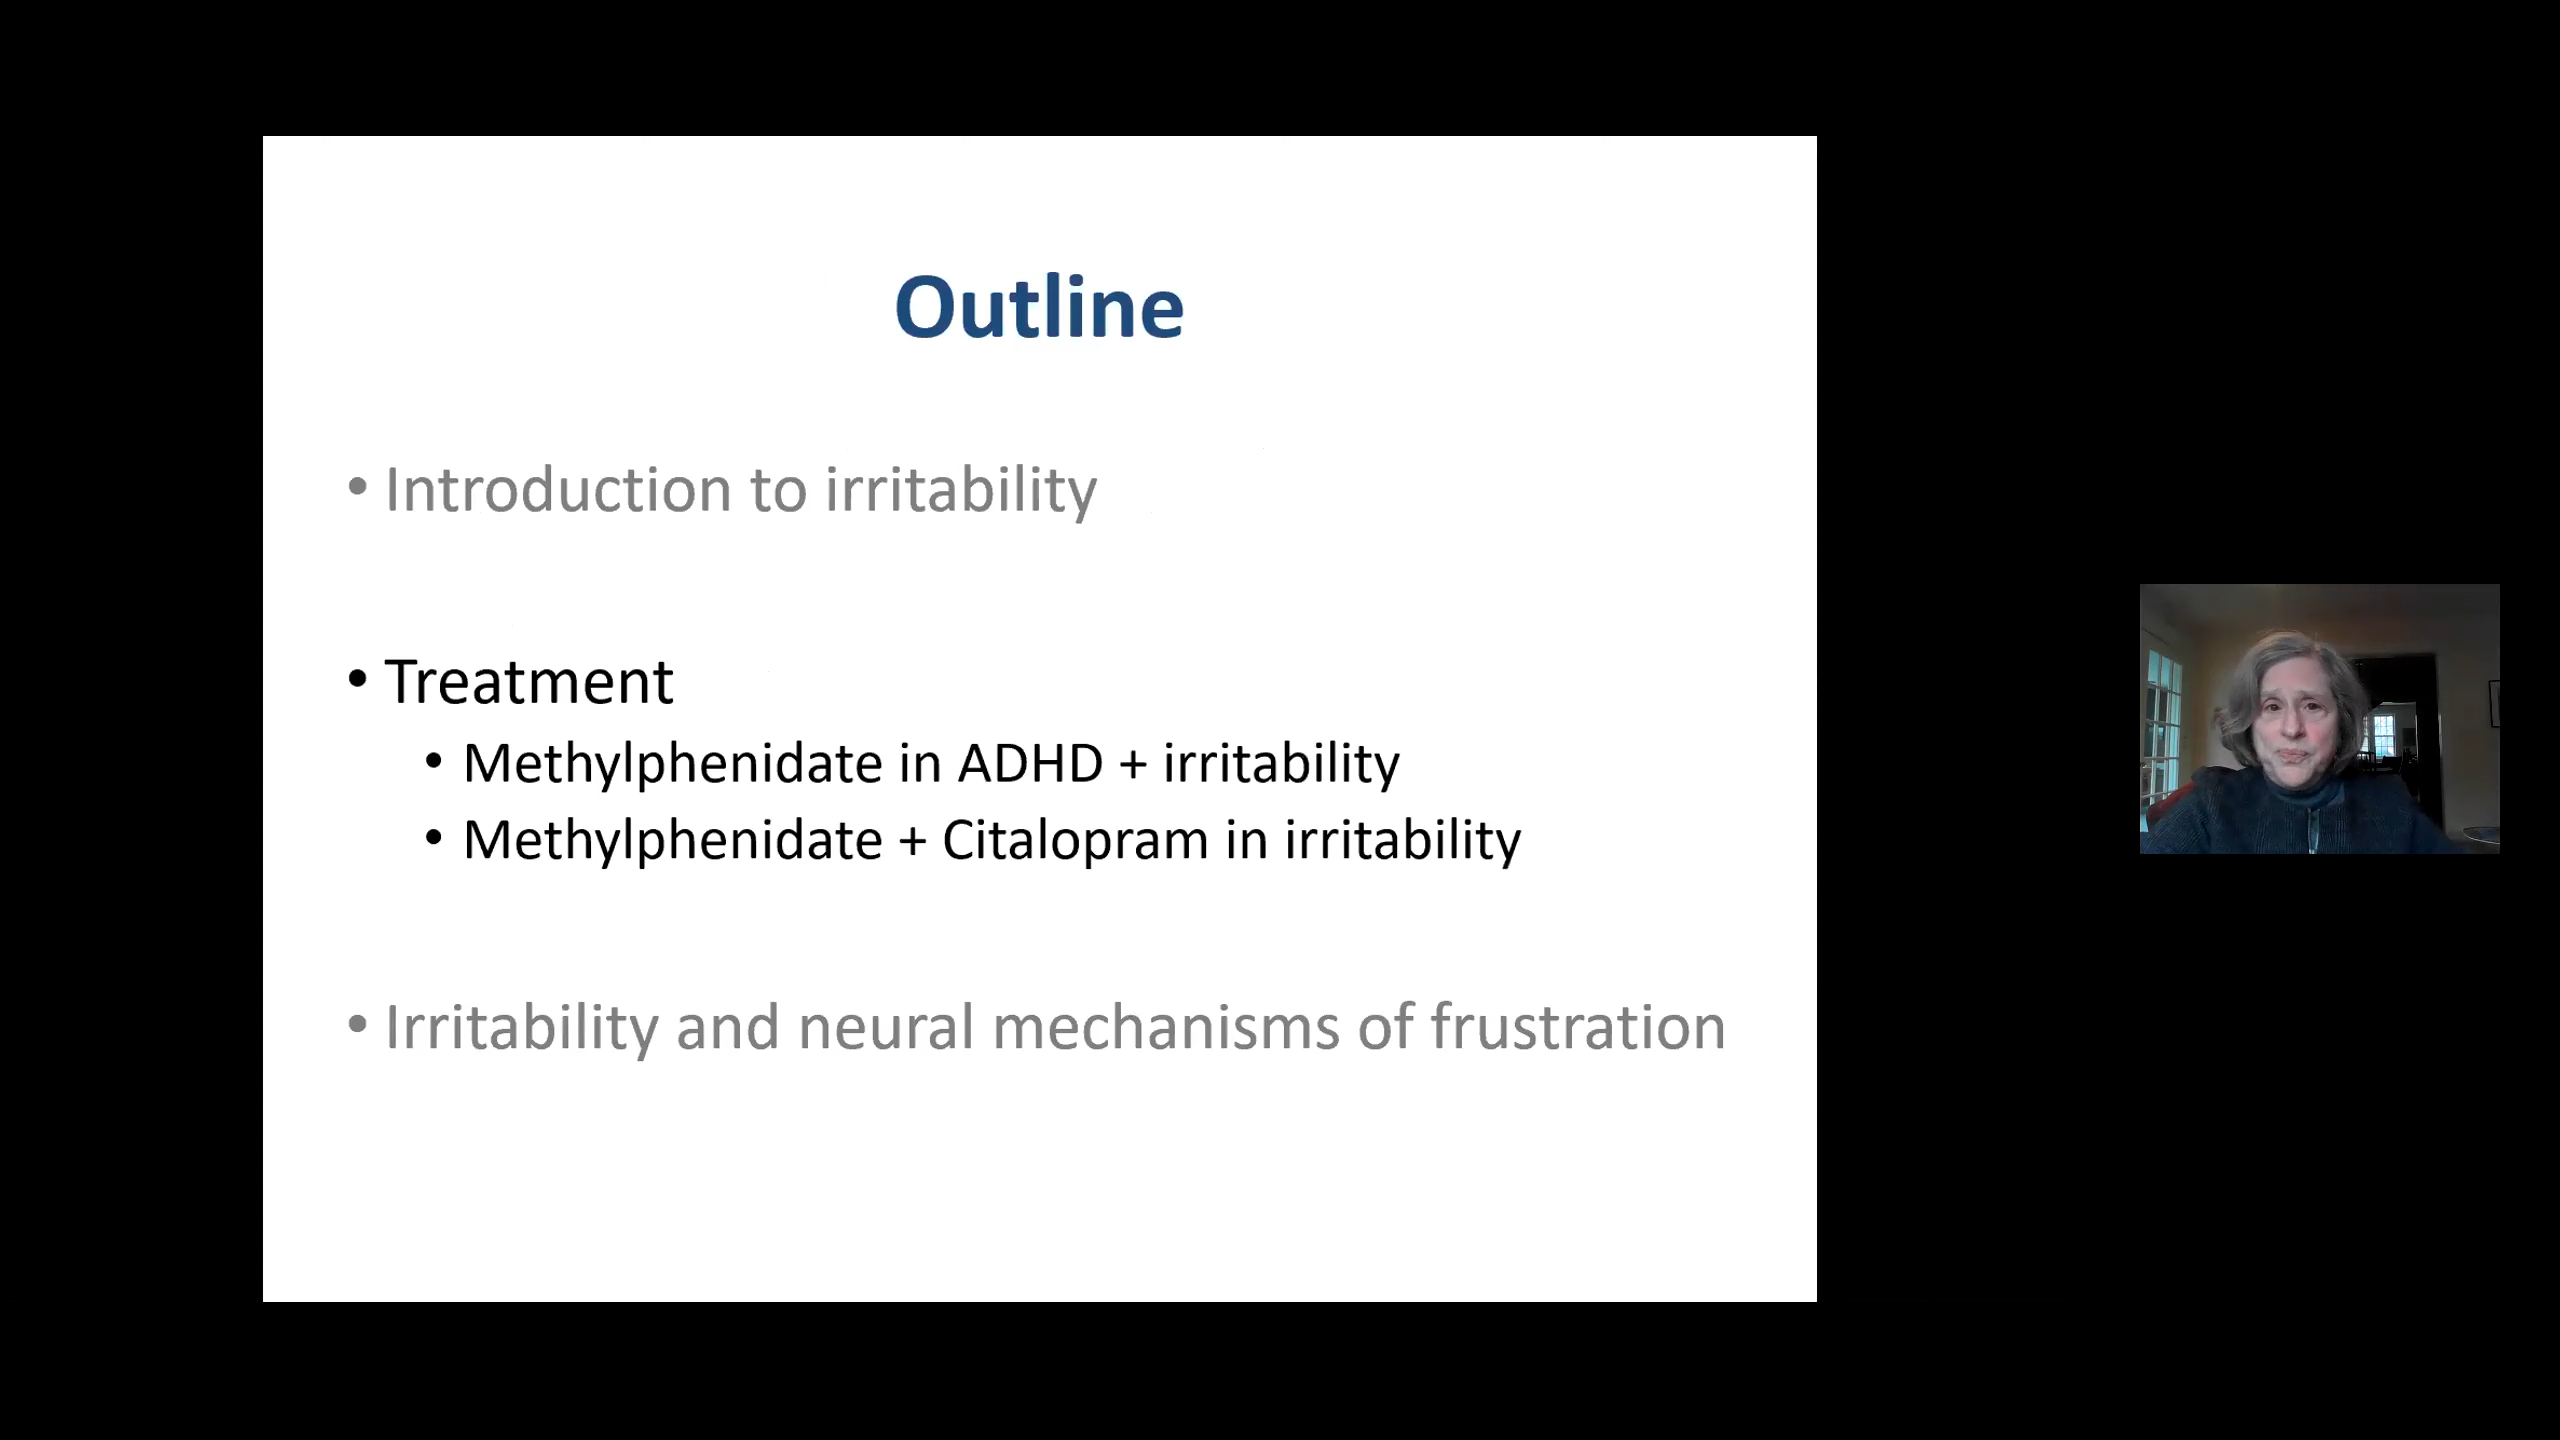 Outline
• Introduction to irritability
• Treatment
• Methylphenidate in ADHD + irritability
• Methylphenidate + Citalopram in irritability
• Irritability and neural mechanisms of frustration